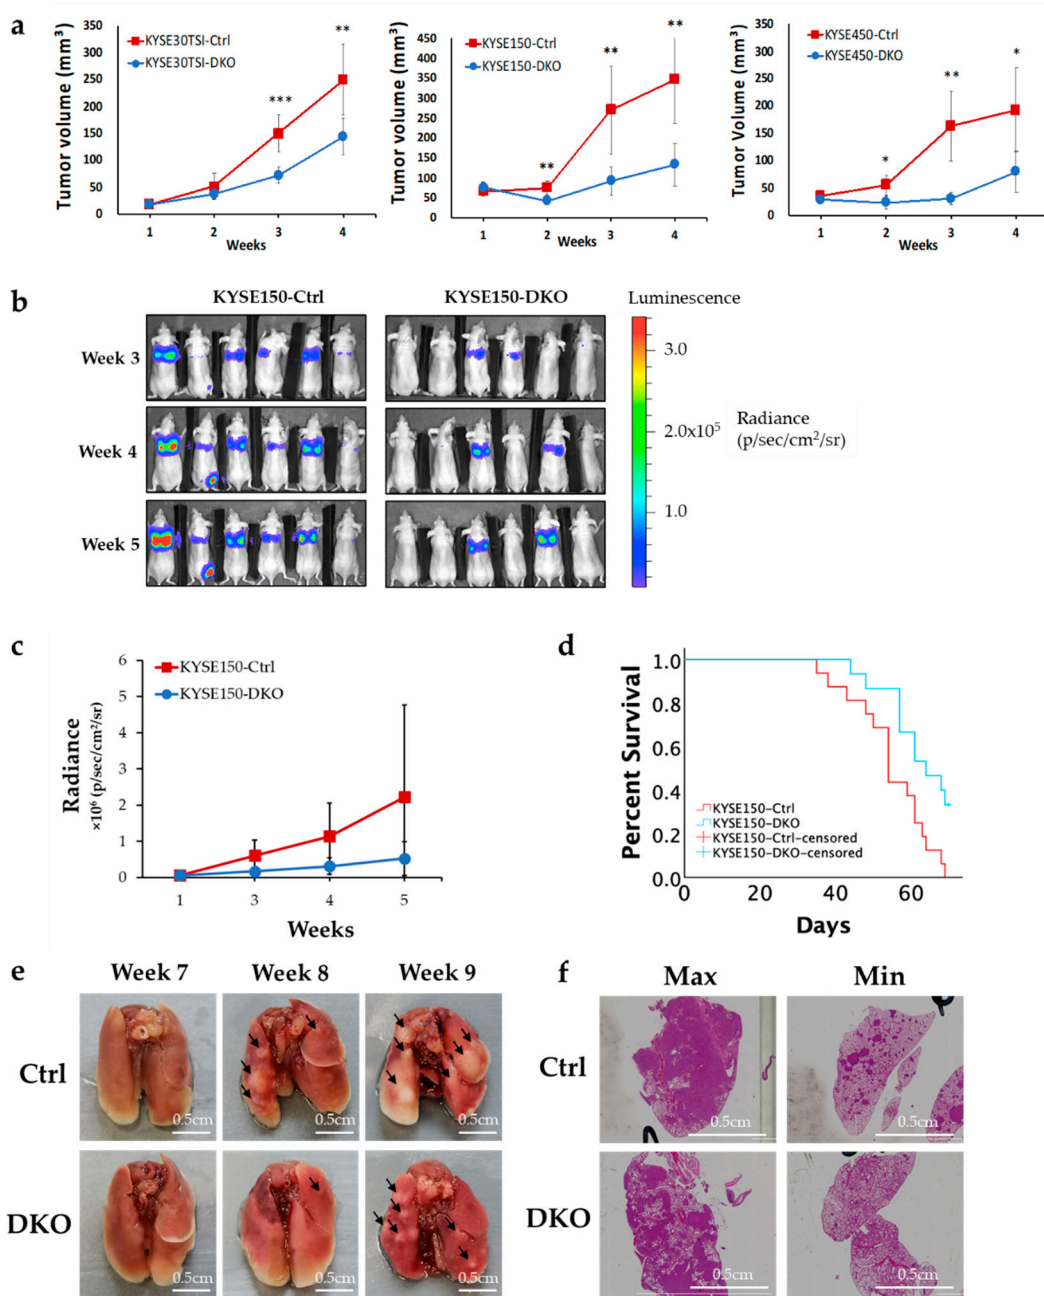 a
Tumor volume (mm³)
350
300
250
200
150
100
50
0
KYSE30TSI-Ctrl
KYSE30TSI-DKO
***
**
1
2
3
4
Weeks
Tumor volume (mm³)
450
400
350
300
250
200
150
100
50
0
KYSE150-Ctrl
KYSE150-DKO
**
**
**
1
2
3
4
Weeks
Tumor Volume (mm³)
350
300
250
200
150
100
50
0
KYSE450-Ctrl
KYSE450-DKO
*
**
*
1
2
3
4
Weeks
b
KYSE150-Ctrl
KYSE150-DKO
Luminescence
Week 3
Week 4
Week 5
3.0
2.0x10⁵
1.0
Radiance
(p/sec/cm²/sr)
c
Radiance
×10⁶ (p/sec/cm²/sr)
6
5
4
3
2
1
0
KYSE150-Ctrl
KYSE150-DKO
1
3
4
5
Weeks
d
Percent Survival
1.0
0.8
0.6
0.4
0.2
0.0
KYSE150-Ctrl
KYSE150-DKO
KYSE150-Ctrl-censored
KYSE150-DKO-censored
0
20
40
60
Days
e
Week 7
Week 8
Week 9
Ctrl
0.5cm
0.5cm
0.5cm
DKO
0.5cm
0.5cm
0.5cm
f
Max
Min
Ctrl
0.5cm
0.5cm
DKO
0.5cm
0.5cm